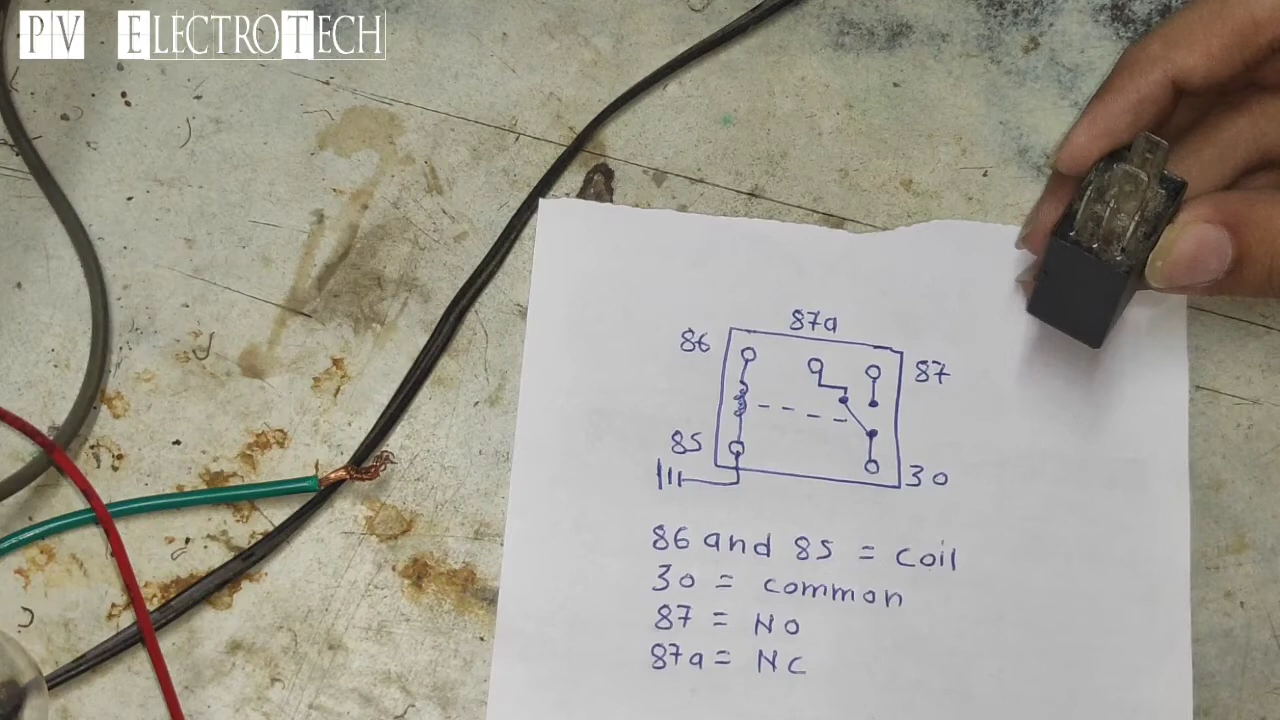 PV ELECTROTECH
87a
86
87
85
30
86 and 85 = coil
30 = common
87 = NO
87a = NC